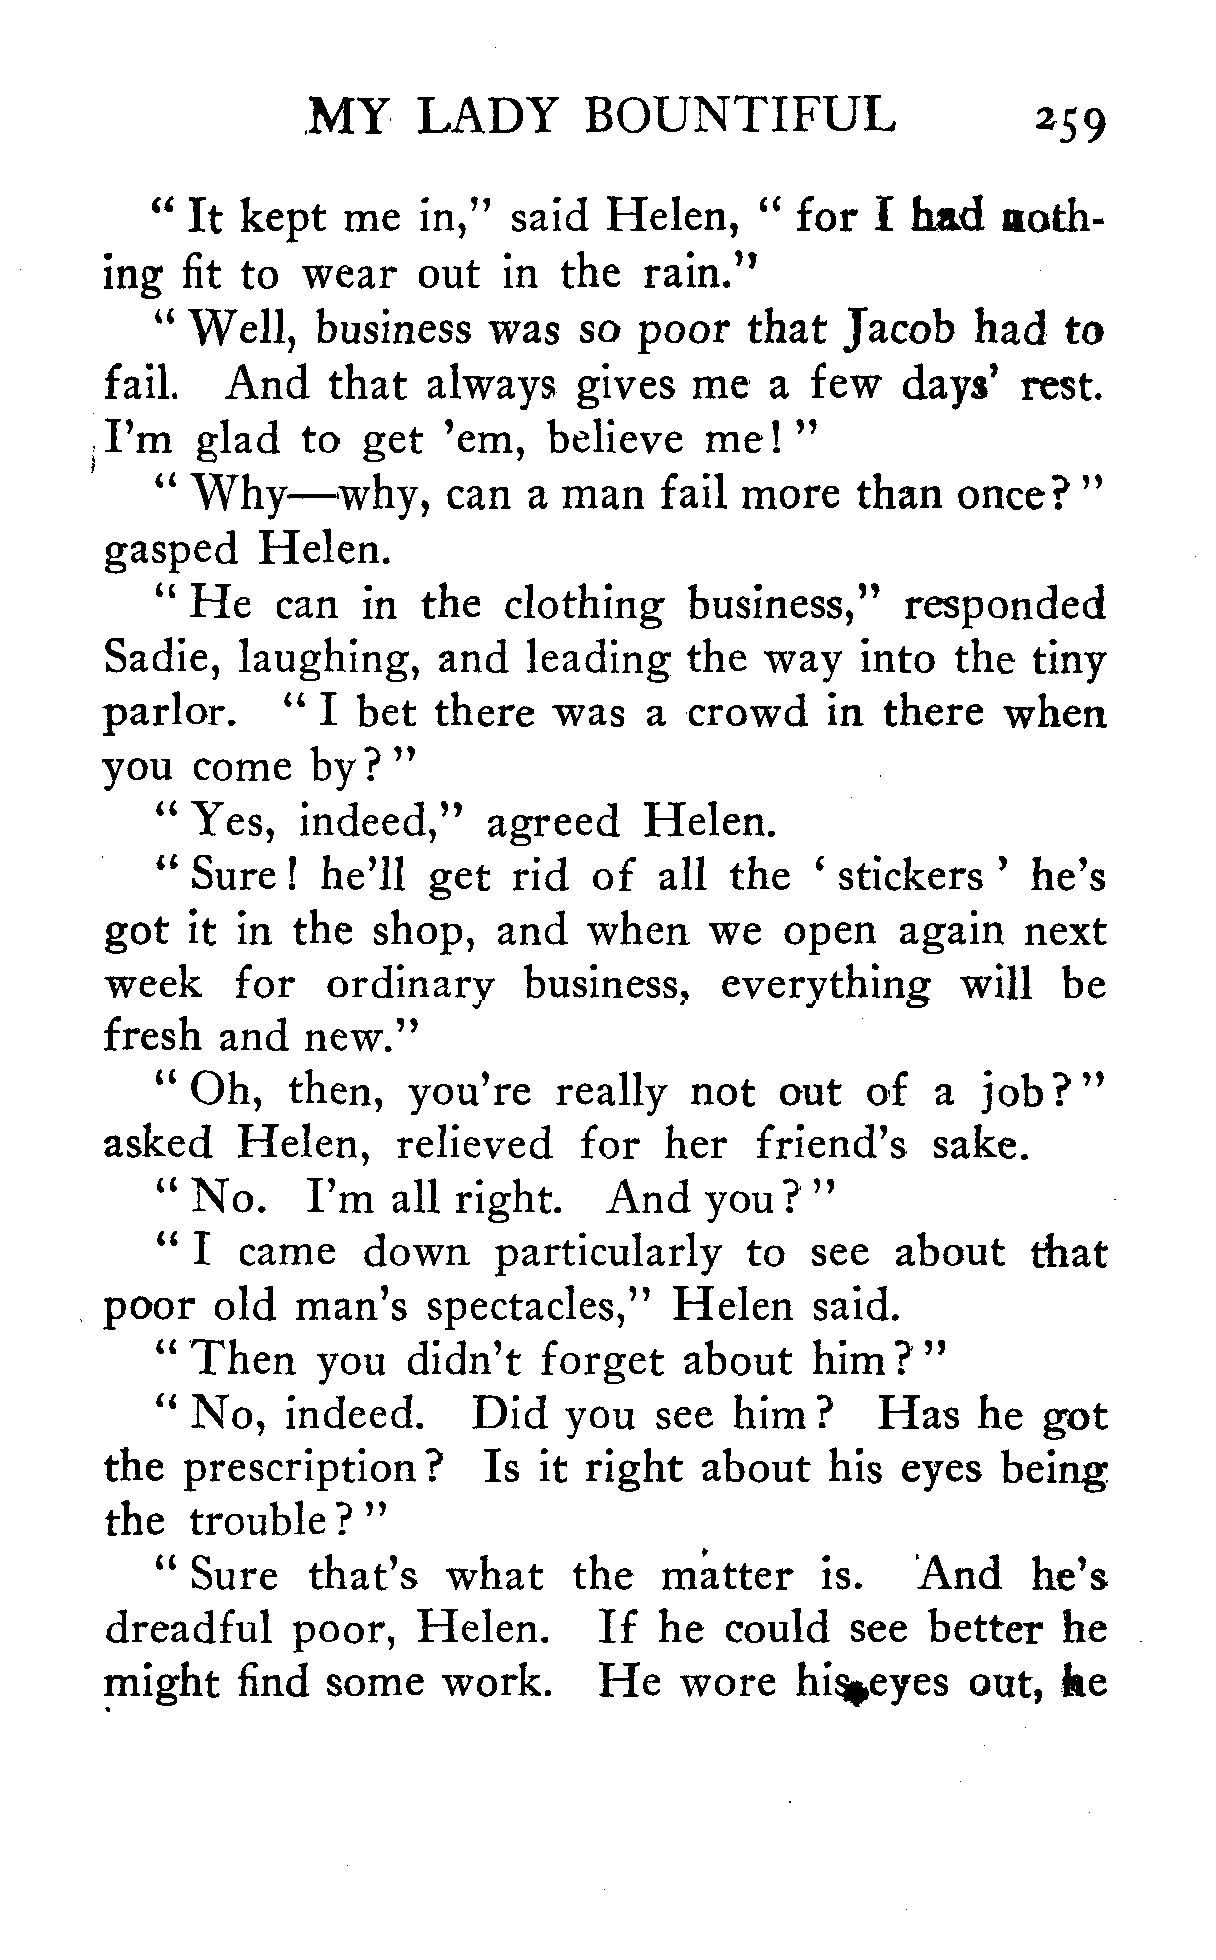 MY LADY BOUNTIFUL 259
" It kept me in," said Helen, " for I had noth-
ing fit to wear out in the rain."
" Well, business was so poor that Jacob had to
fail. And that always gives me a few days' rest.
I'm glad to get 'em, believe me! "
" Why—why, can a man fail more than once? "
gasped Helen.
" He can in the clothing business," responded
Sadie, laughing, and leading the way into the tiny
parlor. " I bet there was a crowd in there when
you come by? "
" Yes, indeed," agreed Helen.
" Sure! he'll get rid of all the ' stickers ' he's
got it in the shop, and when we open again next
week for ordinary business, everything will be
fresh and new."
" Oh, then, you're really not out of a job? "
asked Helen, relieved for her friend's sake.
" No. I'm all right. And you? "
" I came down particularly to see about that
poor old man's spectacles," Helen said.
" Then you didn't forget about him? "
" No, indeed. Did you see him? Has he got
the prescription? Is it right about his eyes being
the trouble? "
" Sure that's what the matter is. And he's
dreadful poor, Helen. If he could see better he
might find some work. He wore his eyes out, he